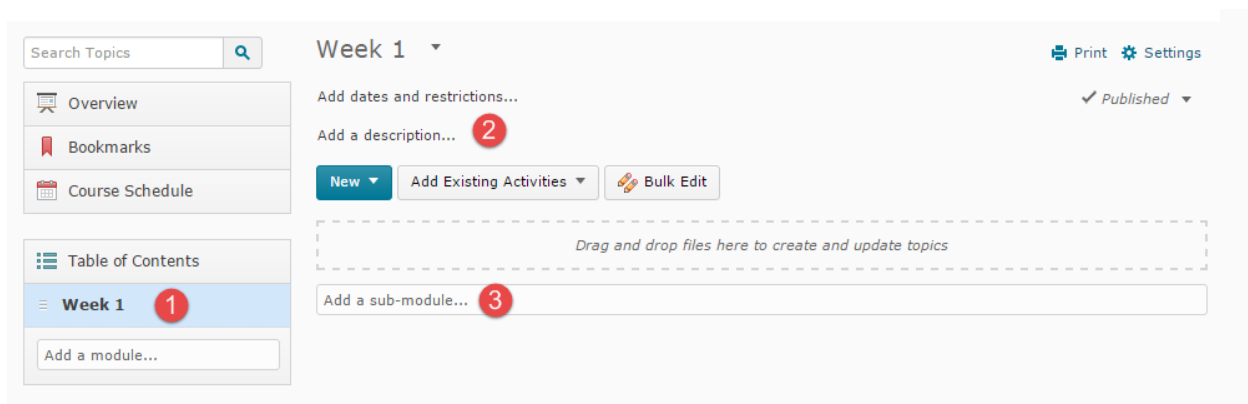 Search Topics
Overview
Bookmarks
Course Schedule
Table of Contents
Week 1 1
Add a module...
Week 1
Print Settings
Add dates and restrictions...
Published
Add a description... 2
New Add Existing Activities Bulk Edit
Drag and drop files here to create and update topics
Add a sub-module... 3